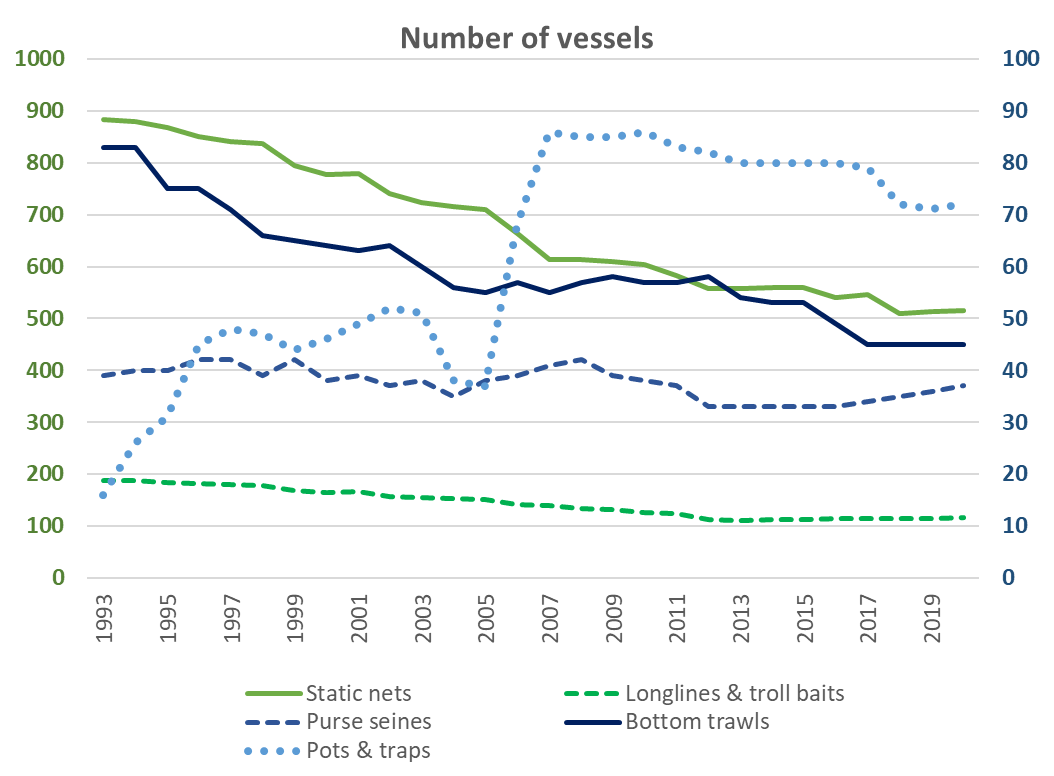 Number of vessels
1000 100
900 90
800 80
700 70
600 60
500 50
400 40
300 30
200 20
100 10
0 0
1993 1995 1997 1999 2001 2003 2005 2007 2009 2011 2013 2015 2017 2019
Static nets Longlines & troll baits
Purse seines Bottom trawls
Pots & traps